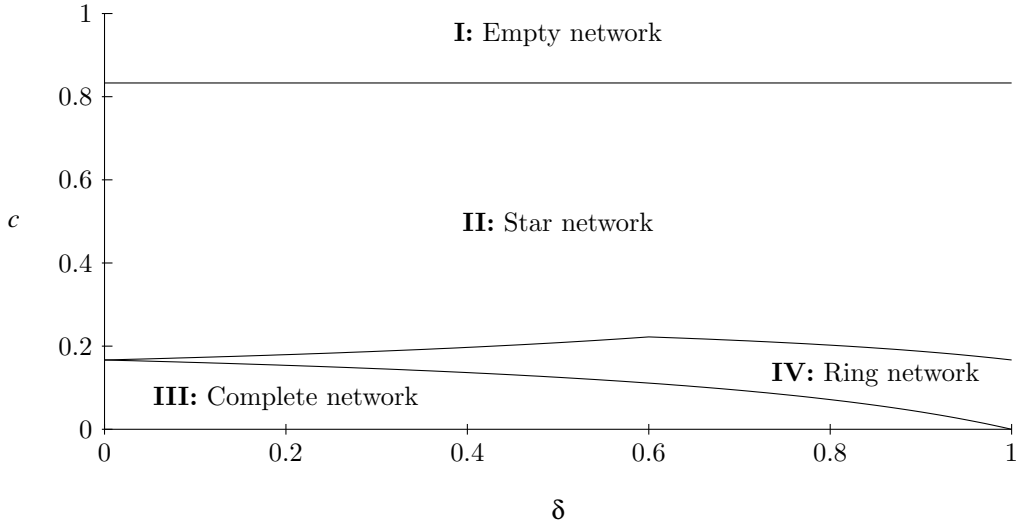 1
I: Empty network
0.8
0.6
c
II: Star network
0.4
0.2
IV: Ring network
III: Complete network
0
0 0.2 0.4 0.6 0.8 1
δ